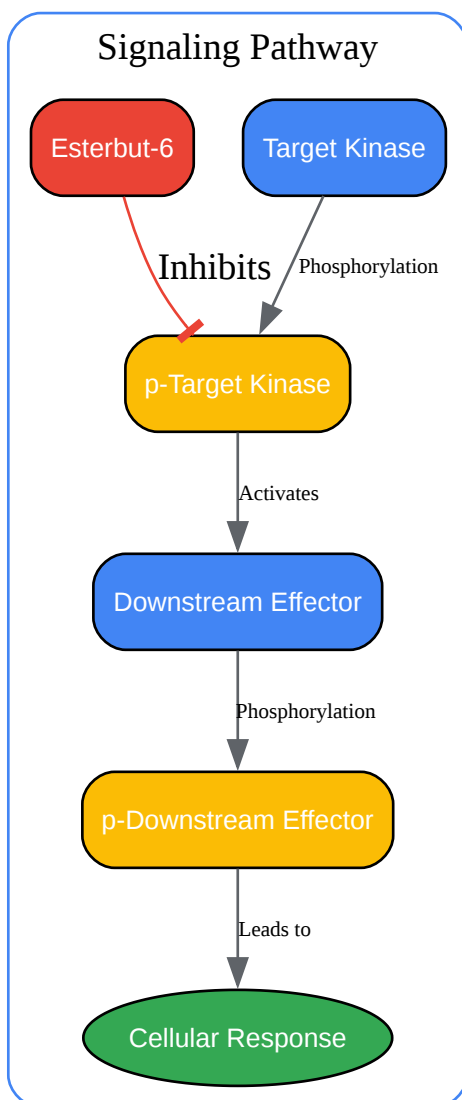 Signaling Pathway
Esterbut-6
Target Kinase
Inhibits
Phosphorylation
p-Target Kinase
Activates
Downstream Effector
Phosphorylation
p-Downstream Effector
Leads to
Cellular Response